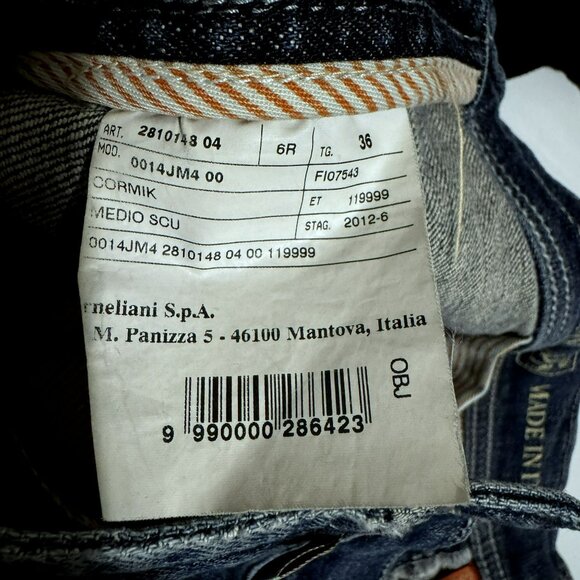 ART. 2810148 04 6R TG. 36
MOD. 0014JM4 00 FI07543
CORMIK ET 119999
MEDIO SCU STAG. 2012-6
0014JM4 2810148 04 00 119999
rneliani S.p.A.
M. Panizza 5 - 46100 Mantova, Italia
OBJ
9 990000 286423
MADE IN I